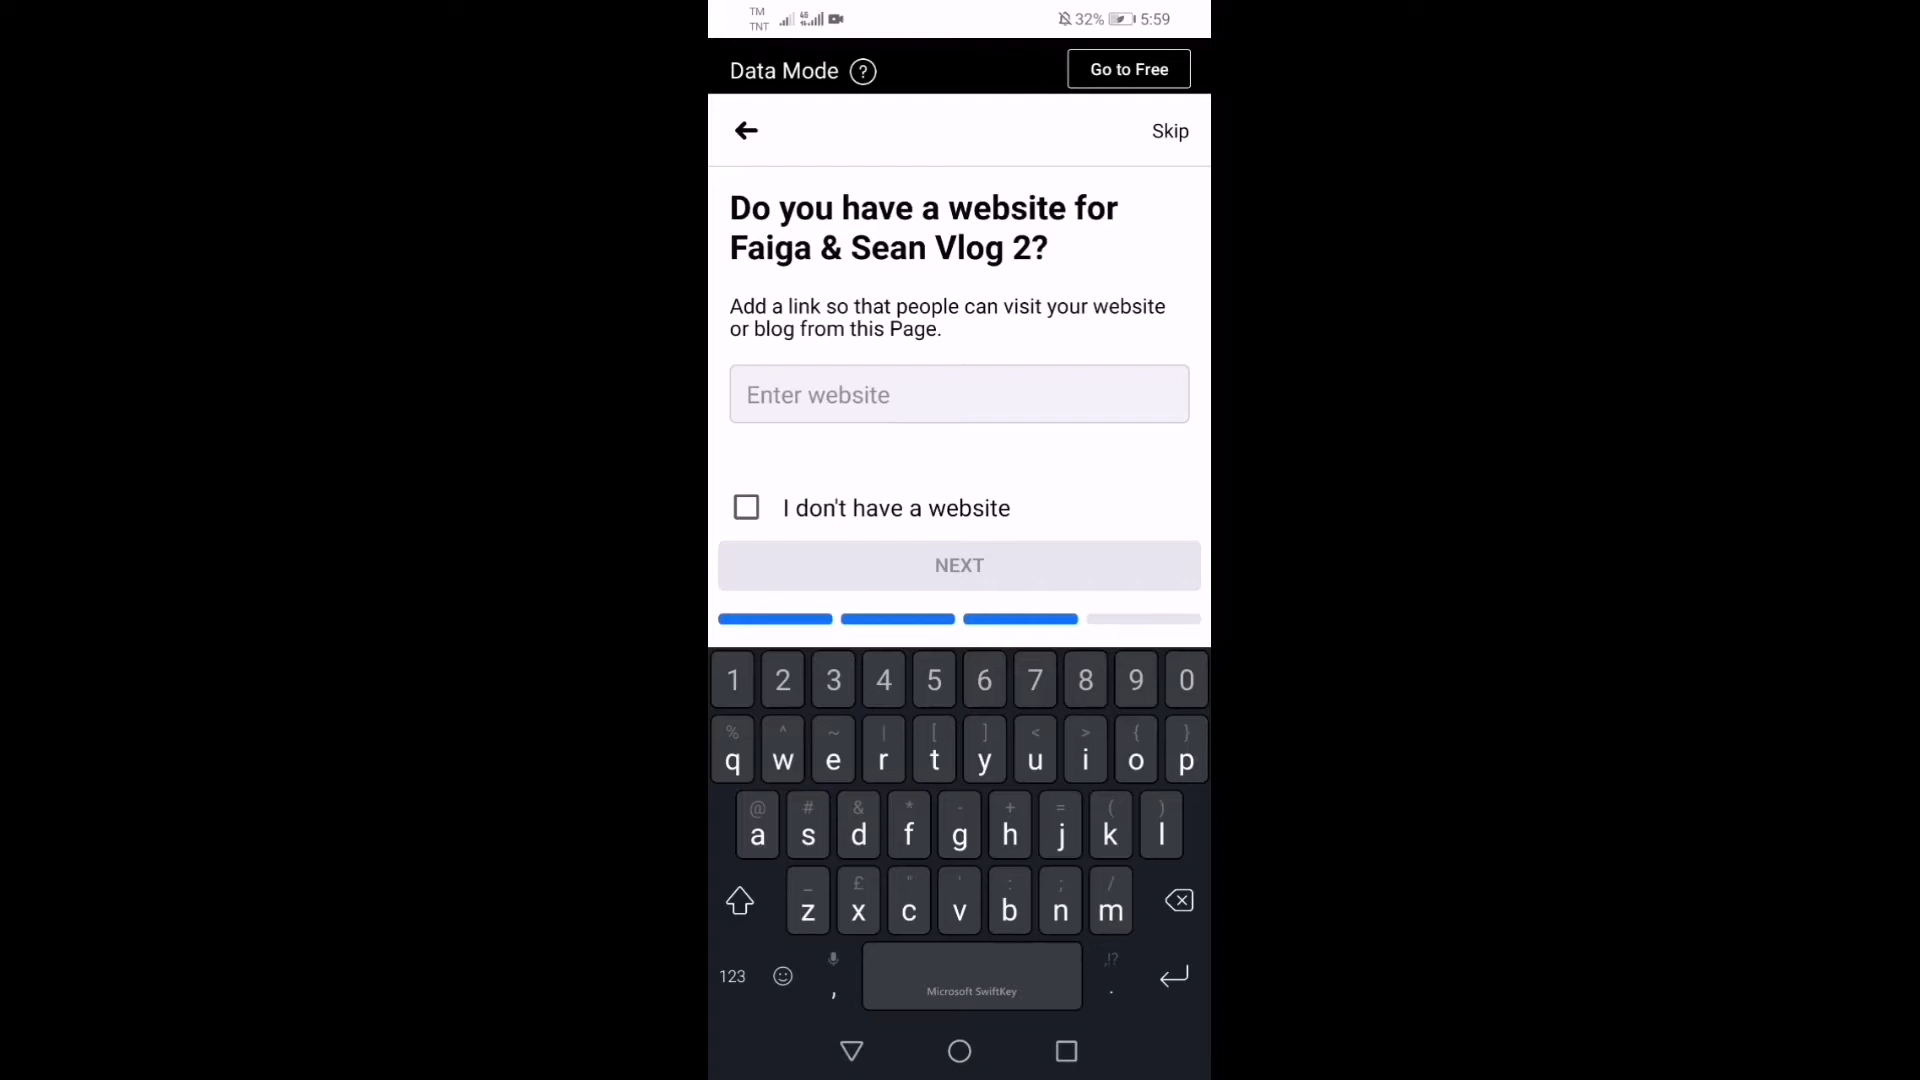 TM
TNT
4G
32% 5:59
Data Mode ?
Go to Free
Skip
Do you have a website for
Faiga & Sean Vlog 2?
Add a link so that people can visit your website
or blog from this Page.
Enter website
I don't have a website
NEXT
1 2 3 4 5 6 7 8 9 0
% ^ ~ | [ ] < > { }
q w e r t y u i o p
@ # & * - + = ( )
a s d f g h j k l
_ £ " ' : ; /
z x c v b n m
,!?
123 , .
Microsoft SwiftKey